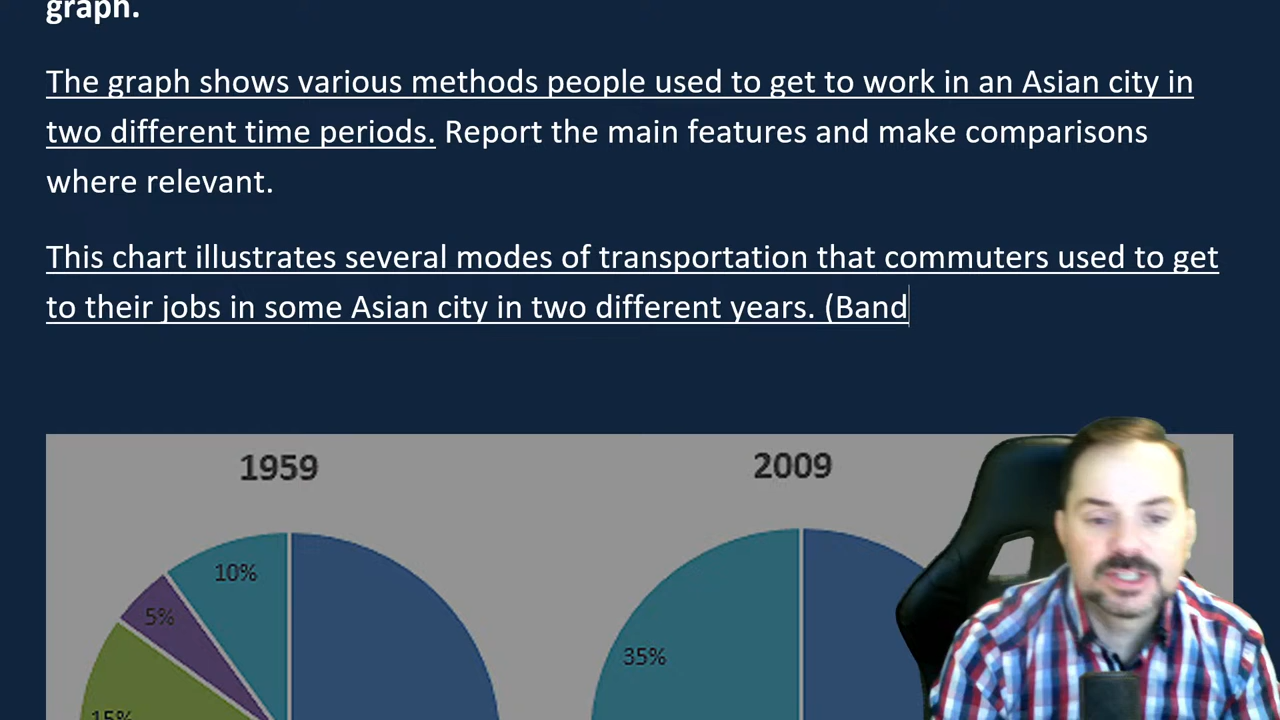 graph.
The graph shows various methods people used to get to work in an Asian city in
two different time periods. Report the main features and make comparisons
where relevant.
This chart illustrates several modes of transportation that commuters used to get
to their jobs in some Asian city in two different years. (Band
1959
2009
10%
5%
35%
15%